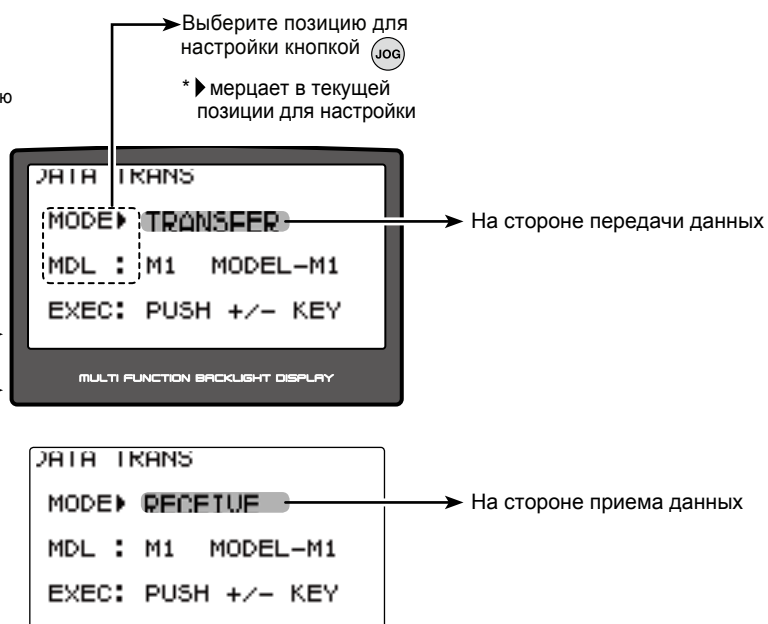 Выберите позицию для
настройки кнопкой JOG
* мерцает в текущей
позиции для настройки
ю
DATA TRANS
MODE TRANSFER
На стороне передачи данных
MDL : M1 MODEL-M1
EXEC: PUSH +/- KEY
MULTI FUNCTION BACKLIGHT DISPLAY
DATA TRANS
MODE RECEIVE
На стороне приема данных
MDL : M1 MODEL-M1
EXEC: PUSH +/- KEY